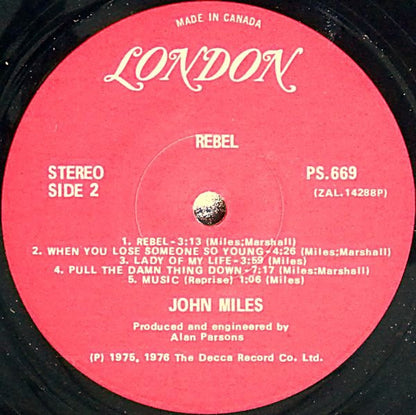 MADE IN CANADA
LONDON
REBEL
STEREO
SIDE 2
PS.669
(ZAL.14288P)
1. REBEL-3:13 (Miles;Marshall)
2. WHEN YOU LOSE SOMEONE SO YOUNG-4:26 (Miles;Marshall)
3. LADY OF MY LIFE-3:59 (Miles)
4. PULL THE DAMN THING DOWN-7:17 (Miles;Marshall)
5. MUSIC (Reprise) 1:06 (Miles)
JOHN MILES
Produced and engineered by
Alan Parsons
(P) 1975, 1976 The Decca Record Co. Ltd.